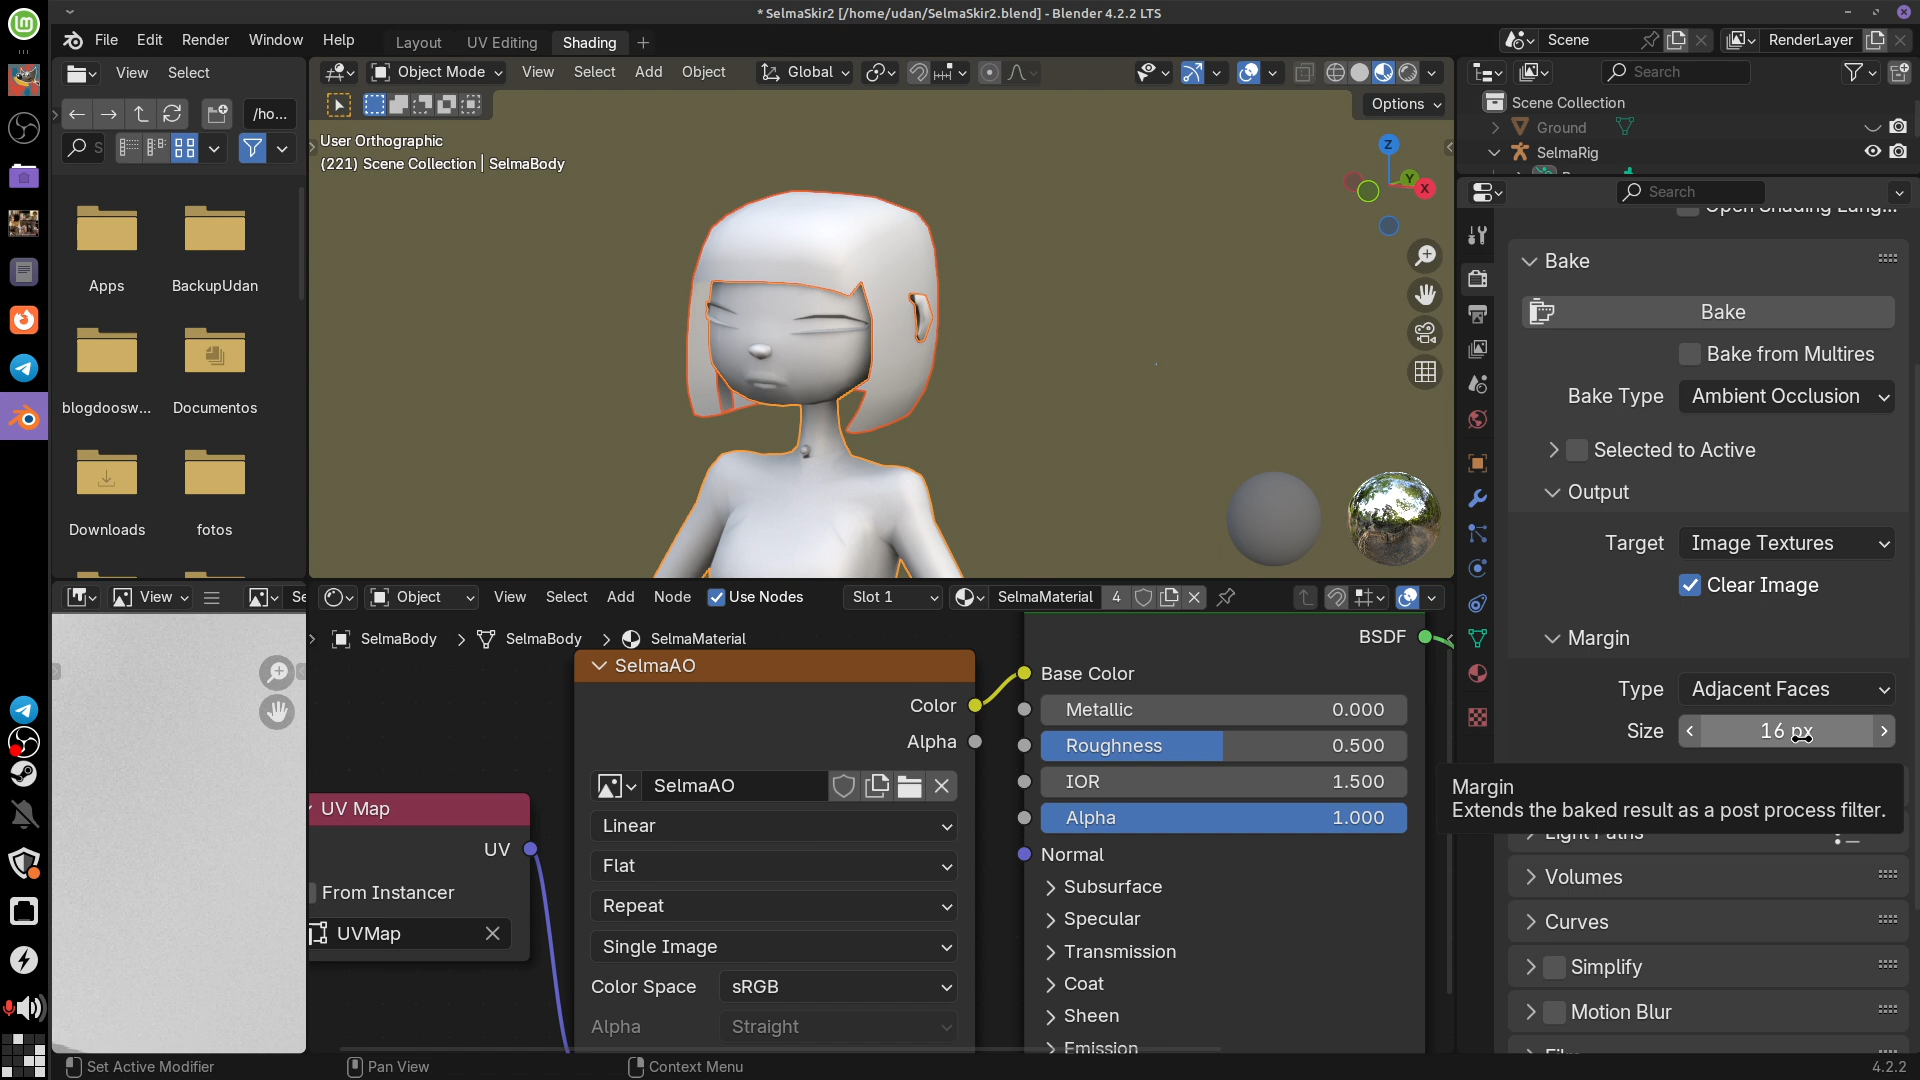 * SelmaSkir2 [/home/udan/SelmaSkir2.blend] - Blender 4.2.2 LTS
File Edit Render Window Help
Layout UV Editing Shading
Scene
RenderLayer
View Select
/ho...
S
Apps
BackupUdan
blogdoosw...
Documentos
Downloads
fotos
Object Mode View Select Add Object Global
Options
User Orthographic
(221) Scene Collection | SelmaBody
Z
Y
X
Search
Scene Collection
Ground
SelmaRig
Search
Bake
Bake
Bake from Multires
Bake Type Ambient Occlusion
Selected to Active
Output
Target Image Textures
Clear Image
Margin
Type Adjacent Faces
Size 16 px
Margin
Extends the baked result as a post process filter.
Light Paths
Volumes
Curves
Simplify
Motion Blur
View
Se
Object View Select Add Node Use Nodes Slot 1 SelmaMaterial 4
SelmaBody SelmaBody SelmaMaterial
UV Map
UV
From Instancer
UVMap
SelmaAO
Color
Alpha
SelmaAO
Linear
Flat
Repeat
Single Image
Color Space sRGB
Alpha Straight
BSDF
Base Color
Metallic 0.000
Roughness 0.500
IOR 1.500
Alpha 1.000
Normal
Subsurface
Specular
Transmission
Coat
Sheen
Emission
Set Active Modifier
Pan View
Context Menu
4.2.2